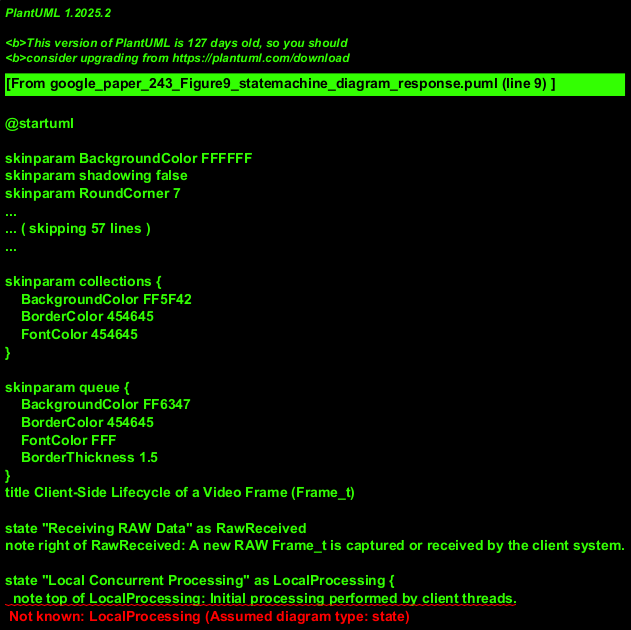 PlantUML 1.2025.2
<b>This version of PlantUML is 127 days old, so you should
<b>consider upgrading from https://plantuml.com/download
[From google_paper_243_Figure9_statemachine_diagram_response.puml (line 9) ]
@startuml
skinparam BackgroundColor FFFFFF
skinparam shadowing false
skinparam RoundCorner 7
...
... ( skipping 57 lines )
...
skinparam collections {
BackgroundColor FF5F42
BorderColor 454645
FontColor 454645
}
skinparam queue {
BackgroundColor FF6347
BorderColor 454645
FontColor FFF
BorderThickness 1.5
}
title Client-Side Lifecycle of a Video Frame (Frame_t)
state "Receiving RAW Data" as RawReceived
note right of RawReceived: A new RAW Frame_t is captured or received by the client system.
state "Local Concurrent Processing" as LocalProcessing {
note top of LocalProcessing: Initial processing performed by client threads.
Not known: LocalProcessing (Assumed diagram type: state)